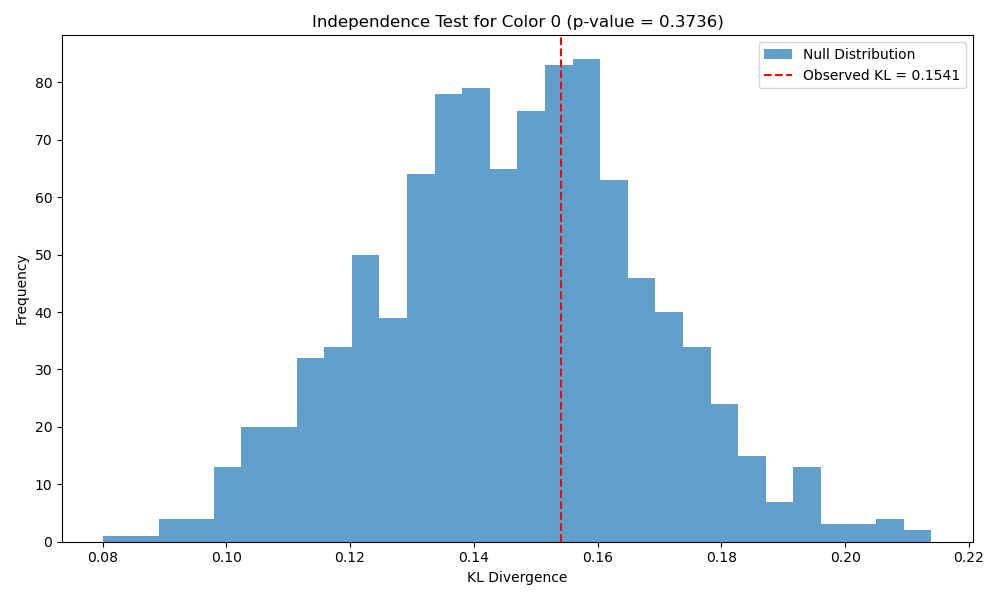 Independence Test for Color 0 (p-value = 0.3736)
Null Distribution
Observed KL = 0.1541
Frequency
80
70
60
50
40
30
20
10
0
0.08 0.10 0.12 0.14 0.16 0.18 0.20 0.22
KL Divergence